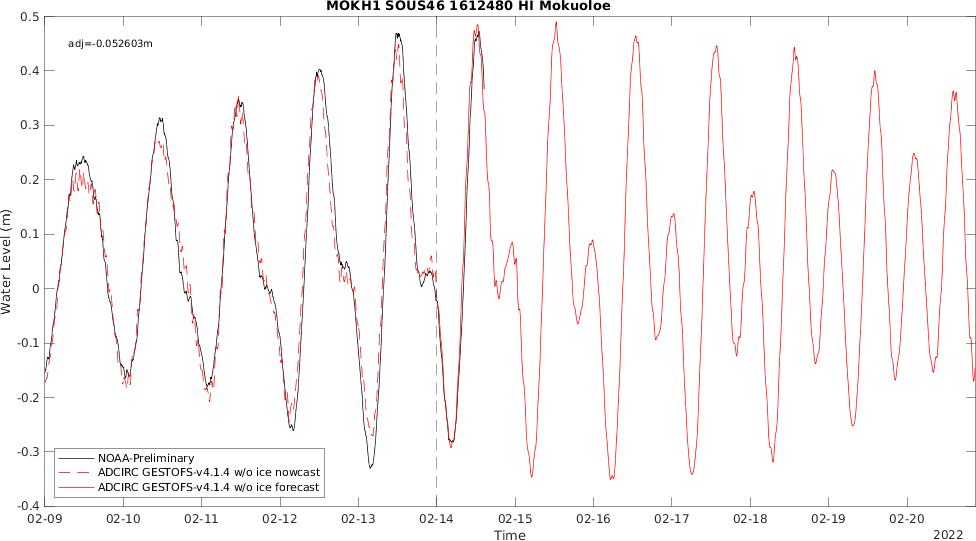 MOKH1 SOUS46 1612480 HI Mokuoloe
adj=-0.052603m
0.5
0.4
0.3
0.2
0.1
0
-0.1
-0.2
-0.3
-0.4
Water Level (m)
NOAA-Preliminary
ADCIRC GESTOFS-v4.1.4 w/o ice nowcast
ADCIRC GESTOFS-v4.1.4 w/o ice forecast
02-09 02-10 02-11 02-12 02-13 02-14 02-15 02-16 02-17 02-18 02-19 02-20
Time
2022